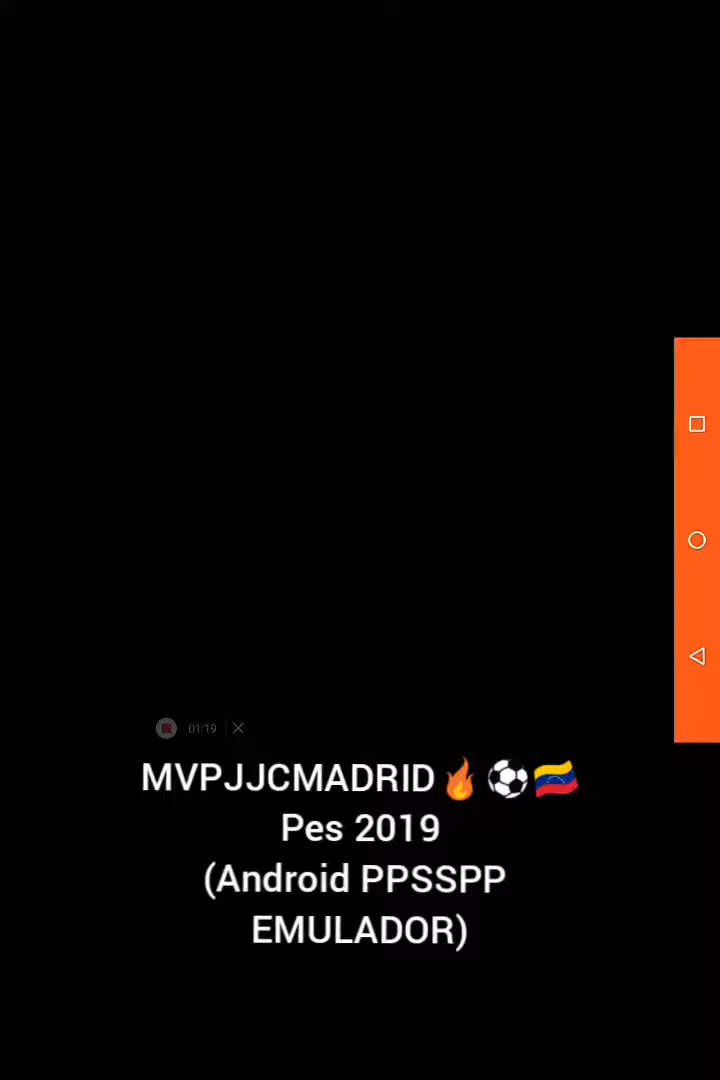 01:19
MVPJJCMADRID🔥⚽🇻🇪
Pes 2019
(Android PPSSPP
EMULADOR)